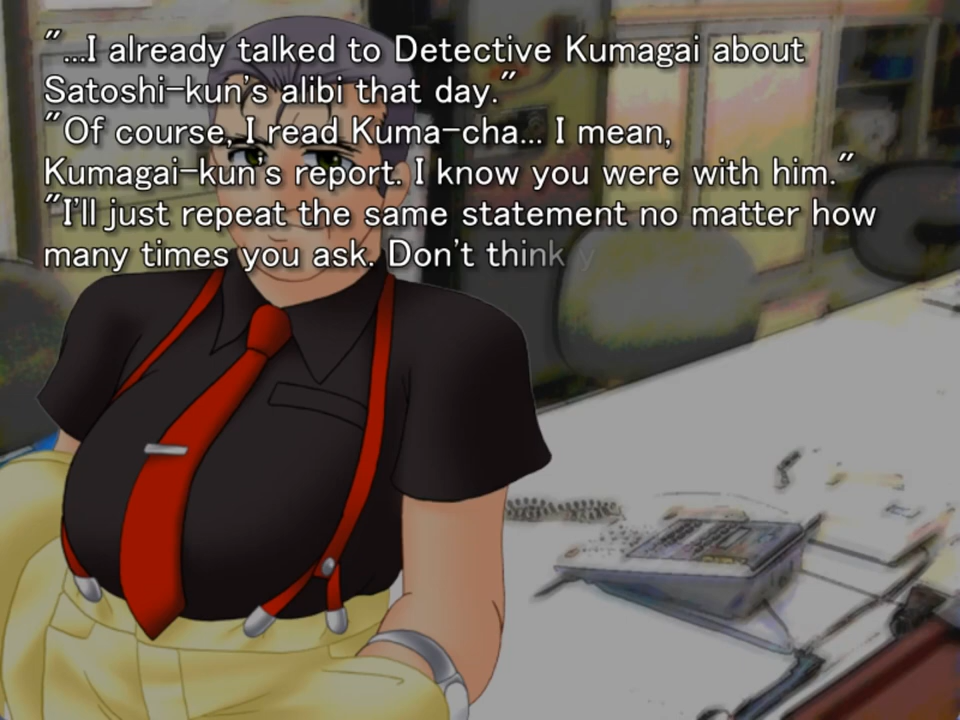 "...I already talked to Detective Kumagai about
Satoshi-kun's alibi that day."
"Of course, I read Kuma-cha... I mean,
Kumagai-kun's report. I know you were with him."
"I'll just repeat the same statement no matter how
many times you ask. Don't think y